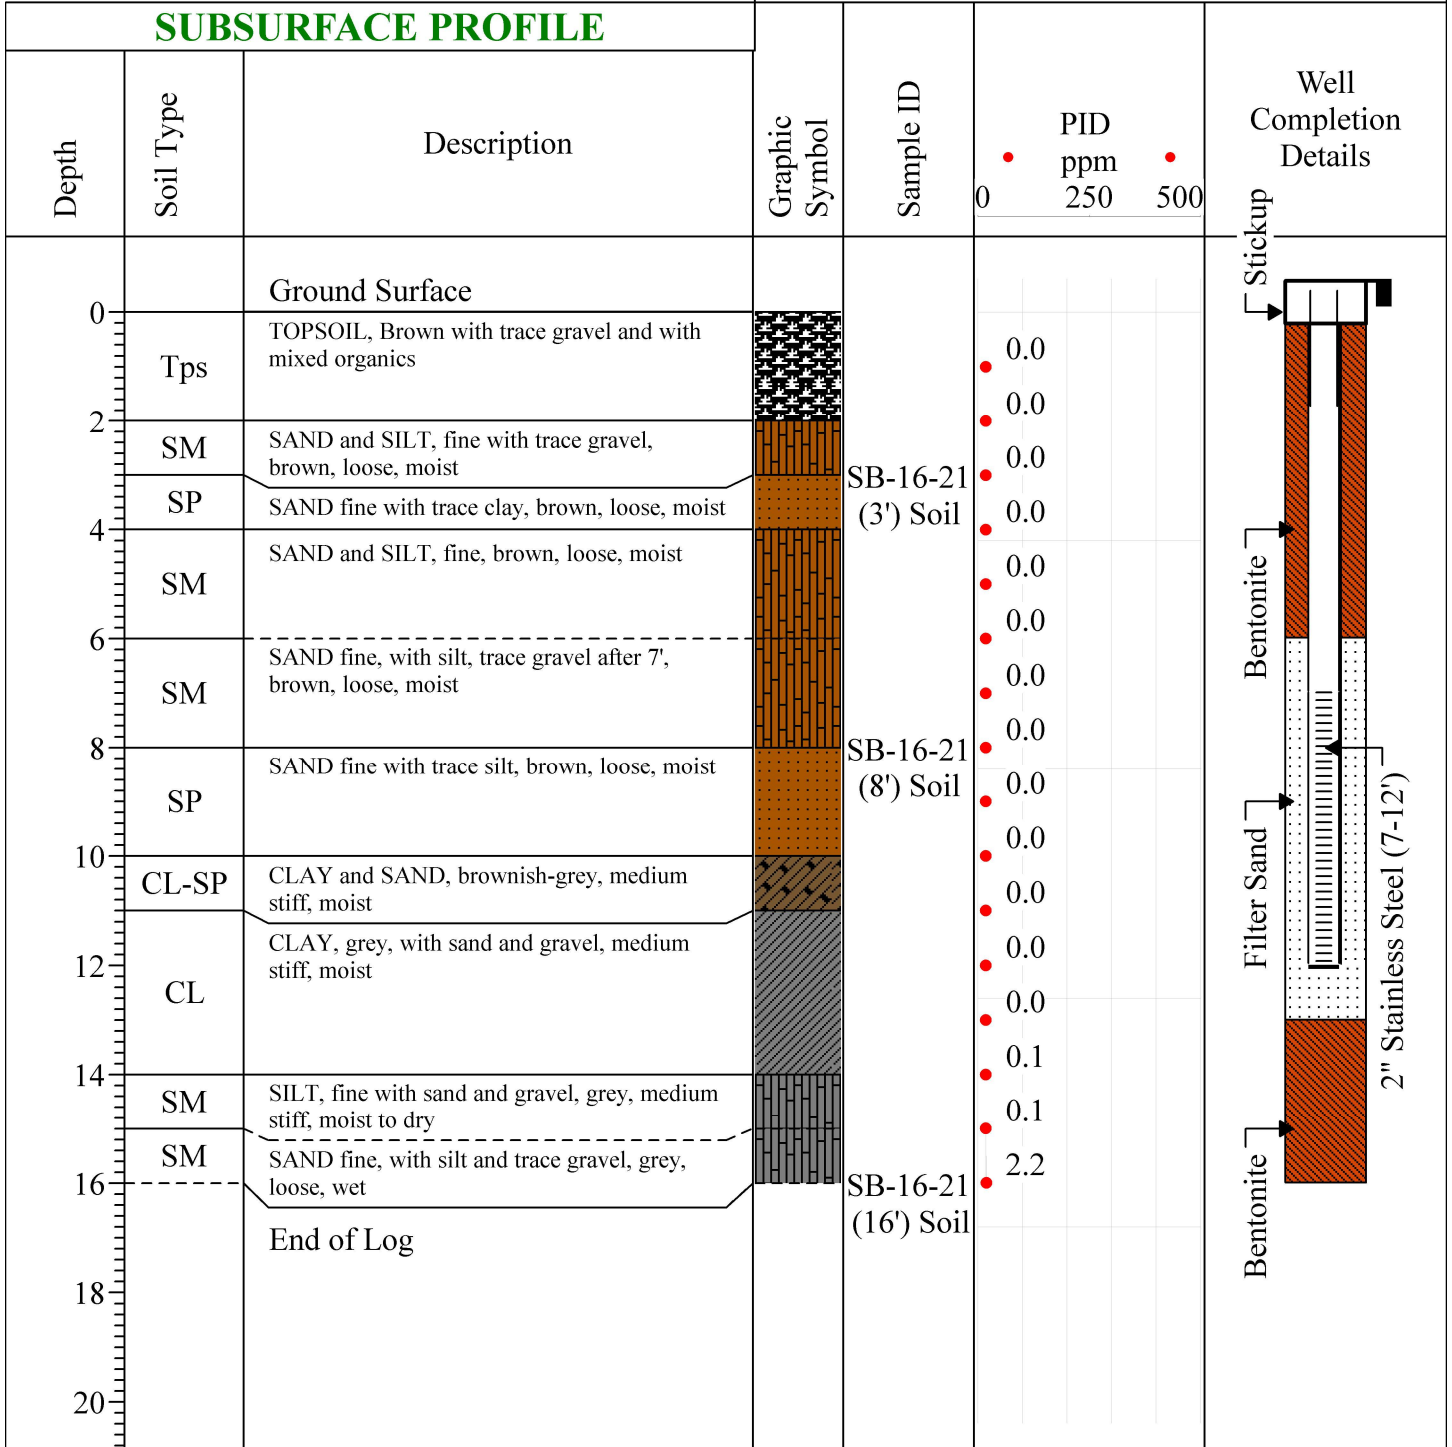 SUBSURFACE PROFILE
Depth
Soil Type
Description
Graphic
Symbol
Sample ID
PID
ppm
0 250 500
Well
Completion
Details
Stickup
Ground Surface
0
TOPSOIL, Brown with trace gravel and with
mixed organics
Tps
0.0
0.0
2
SM
SAND and SILT, fine with trace gravel,
brown, loose, moist
0.0
SB-16-21
(3') Soil
SP
SAND fine with trace clay, brown, loose, moist
0.0
4
SAND and SILT, fine, brown, loose, moist
SM
0.0
0.0
Bentonite
6
SAND fine, with silt, trace gravel after 7',
brown, loose, moist
SM
0.0
0.0
8
SB-16-21
(8') Soil
SAND fine with trace silt, brown, loose, moist
SP
0.0
0.0
Filter Sand
2" Stainless Steel (7-12')
10
CL-SP
CLAY and SAND, brownish-grey, medium
stiff, moist
0.0
CLAY, grey, with sand and gravel, medium
stiff, moist
0.0
12
CL
0.0
0.1
14
SM
SILT, fine with sand and gravel, grey, medium
stiff, moist to dry
0.1
SM
SAND fine, with silt and trace gravel, grey,
loose, wet
2.2
16
SB-16-21
(16') Soil
Bentonite
End of Log
18
20